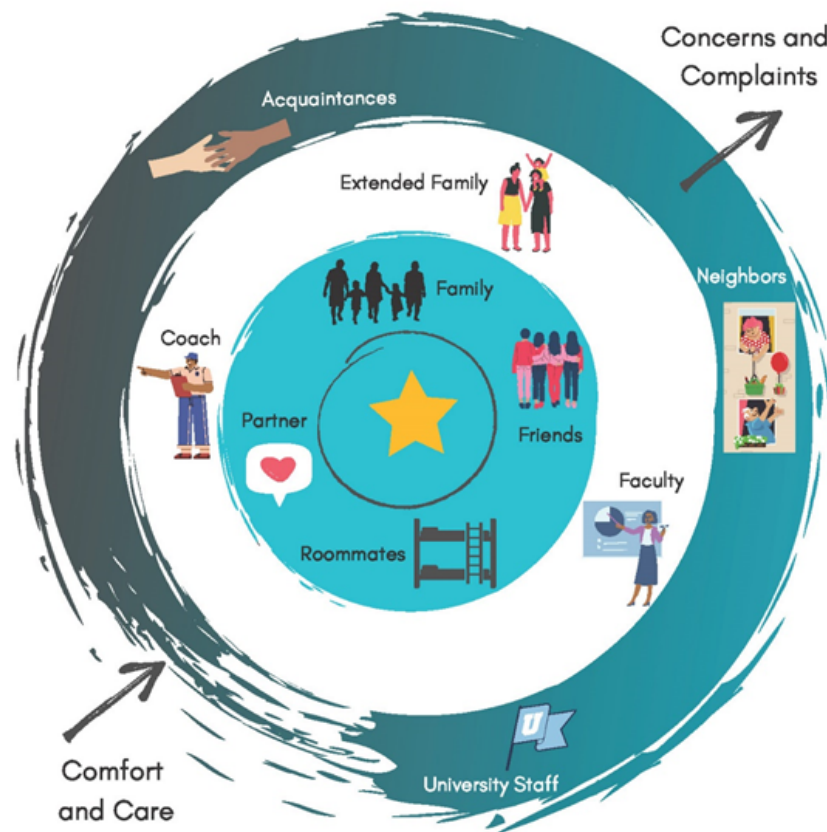 Concerns and
Complaints
Acquaintances
Extended Family
Neighbors
Family
Coach
Partner
Friends
Faculty
Roommates
U
University Staff
Comfort
and Care